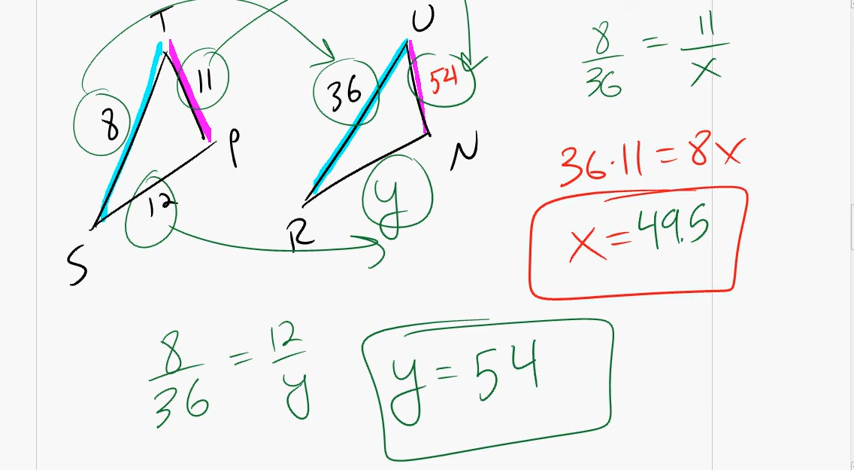 T
U
8
11
36
54
P
N
12
y
S
R
8/36 = 11/x
36·11 = 8x
x = 49.5
8/36 = 12/y
y = 54